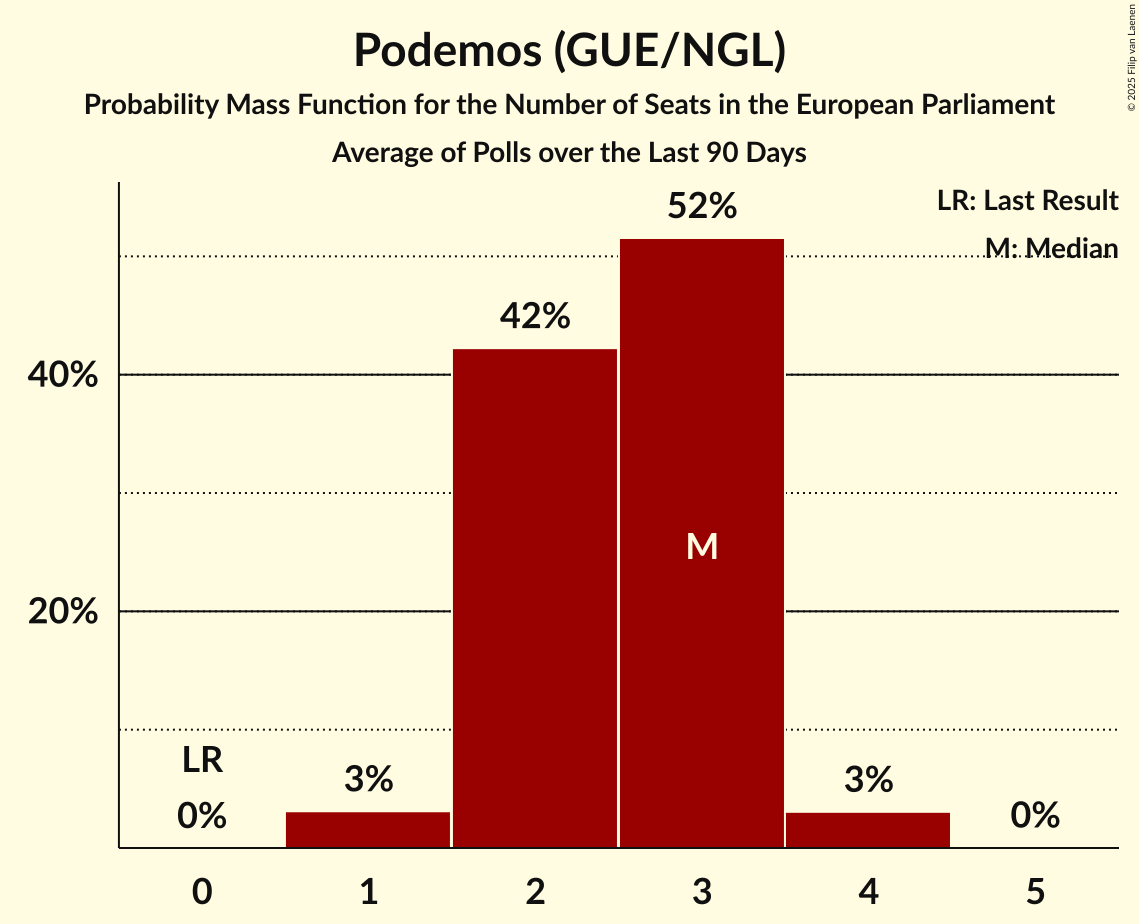 Podemos (GUE/NGL)
Probability Mass Function for the Number of Seats in the European Parliament
Average of Polls over the Last 90 Days
© 2025 Filip van Laenen
LR: Last Result
M: Median
52%
42%
40%
M
20%
LR
0%
3%
3%
0%
0 1 2 3 4 5